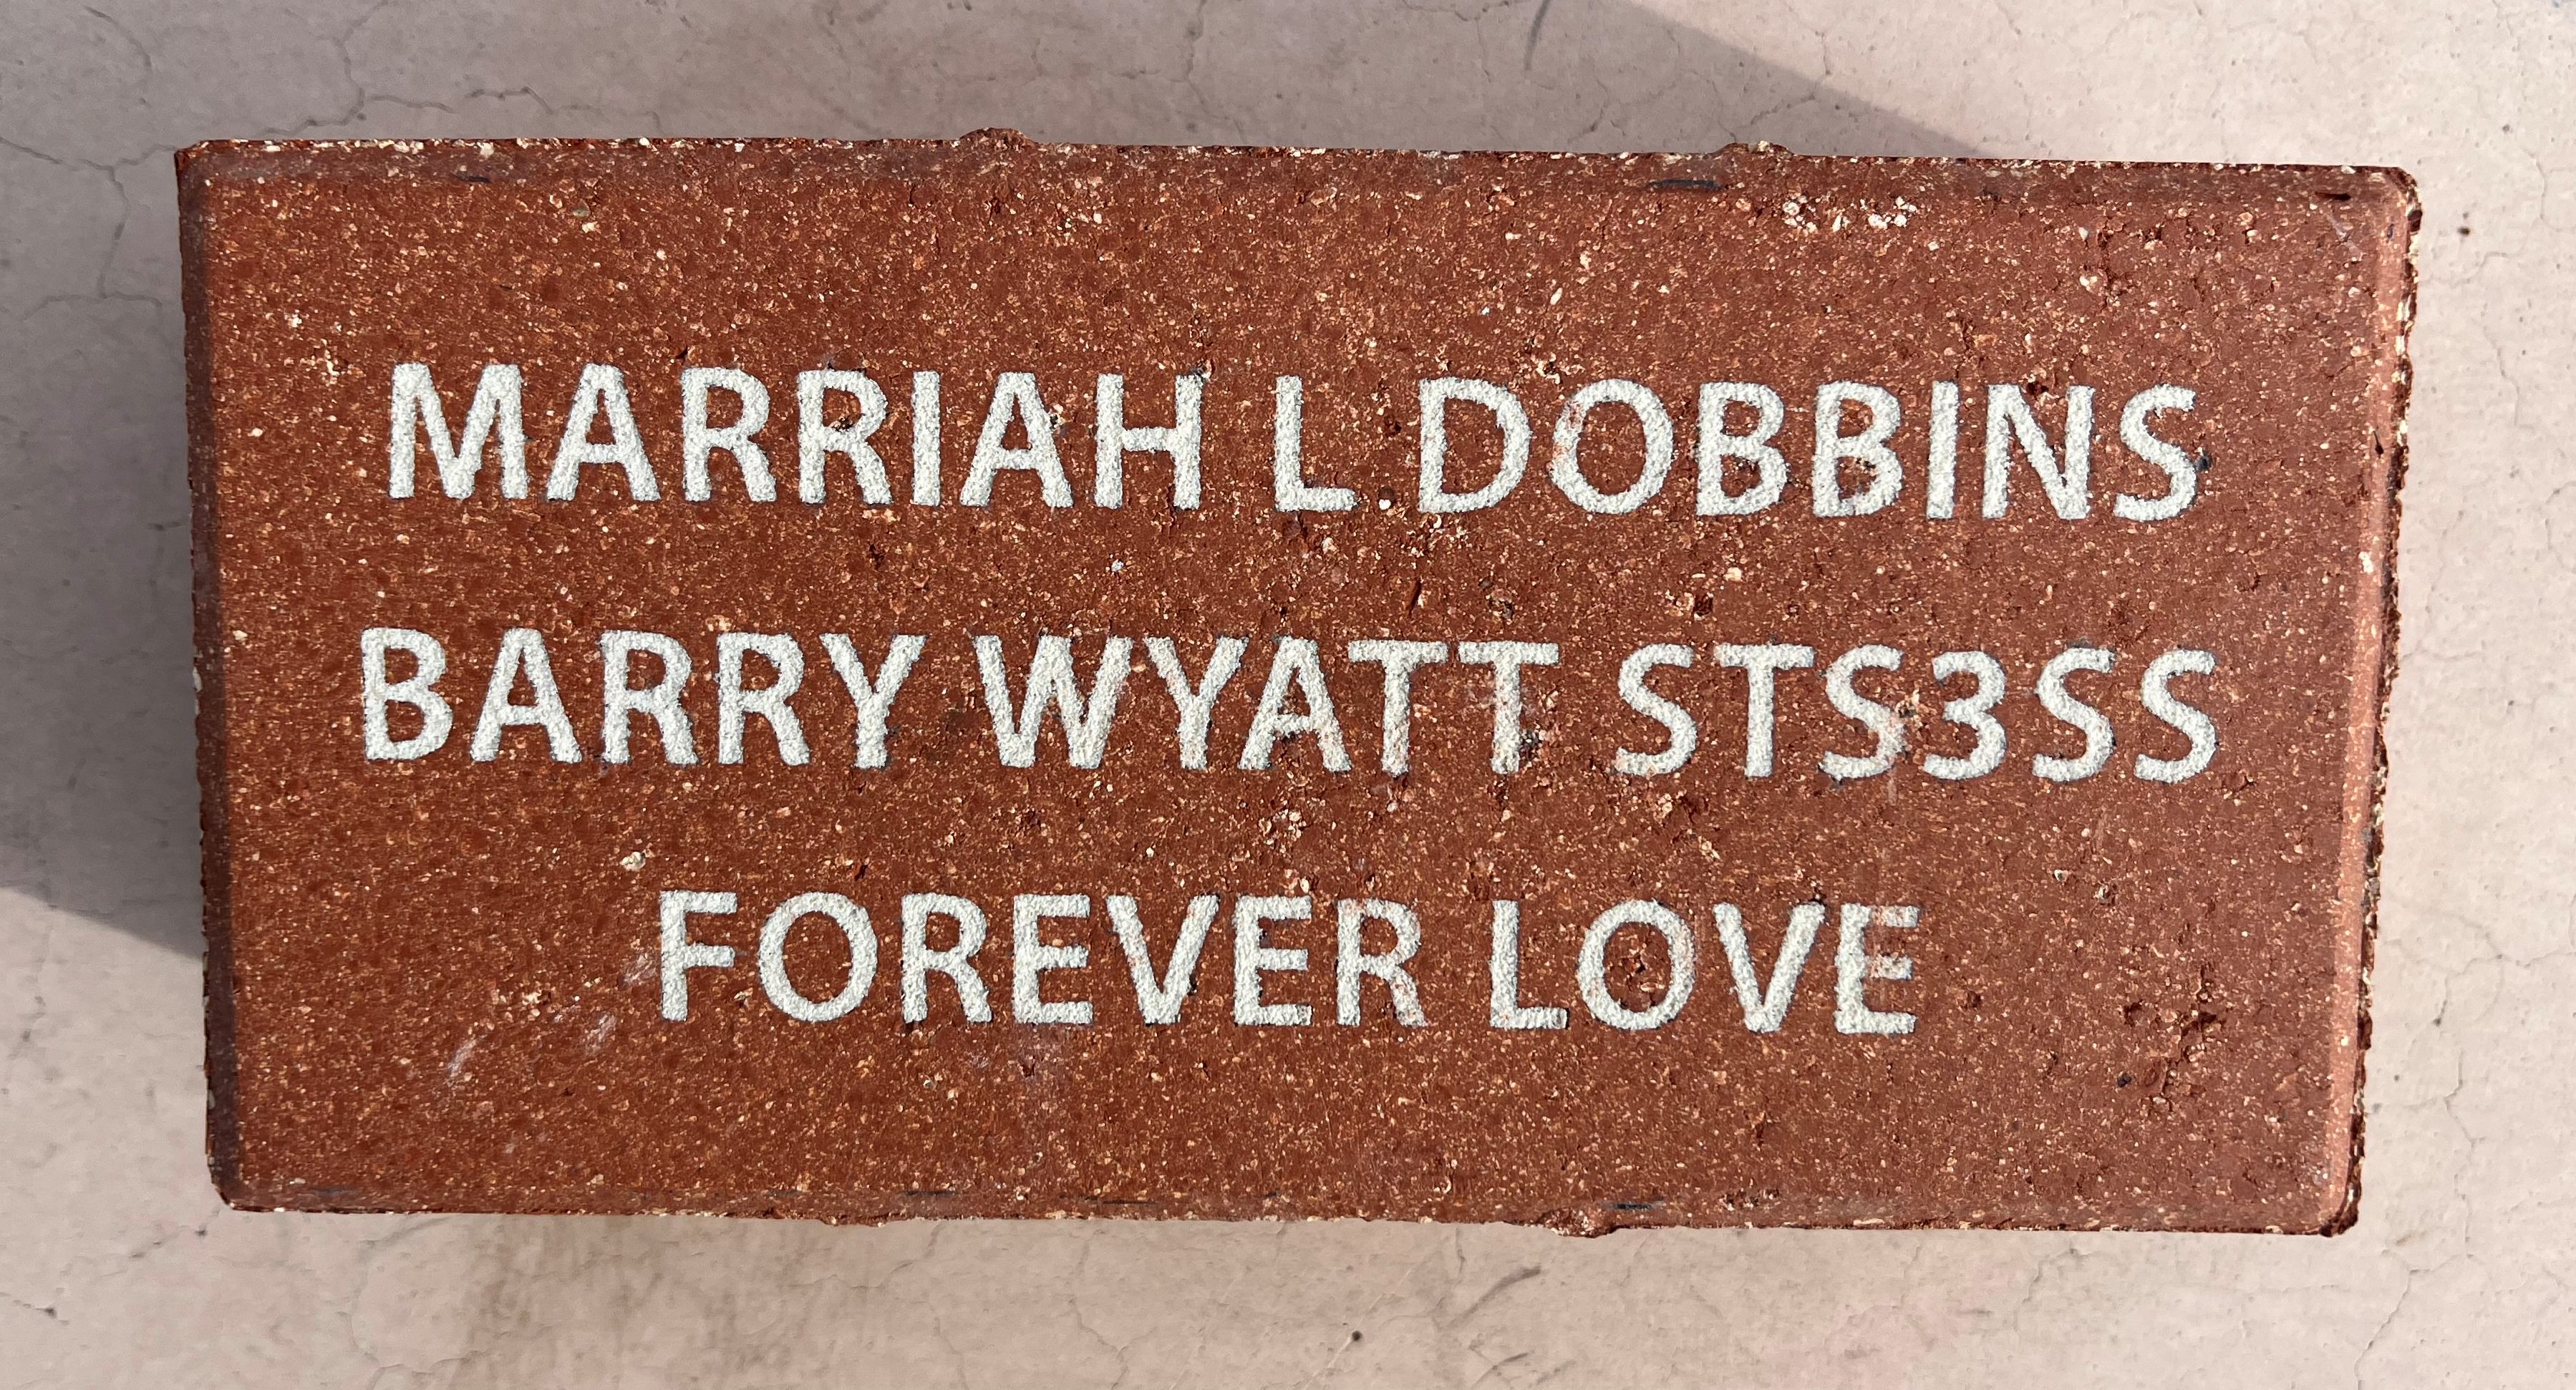 MARRIAH L DOBBINS
BARRY WYATT STS3SS
FOREVER LOVE